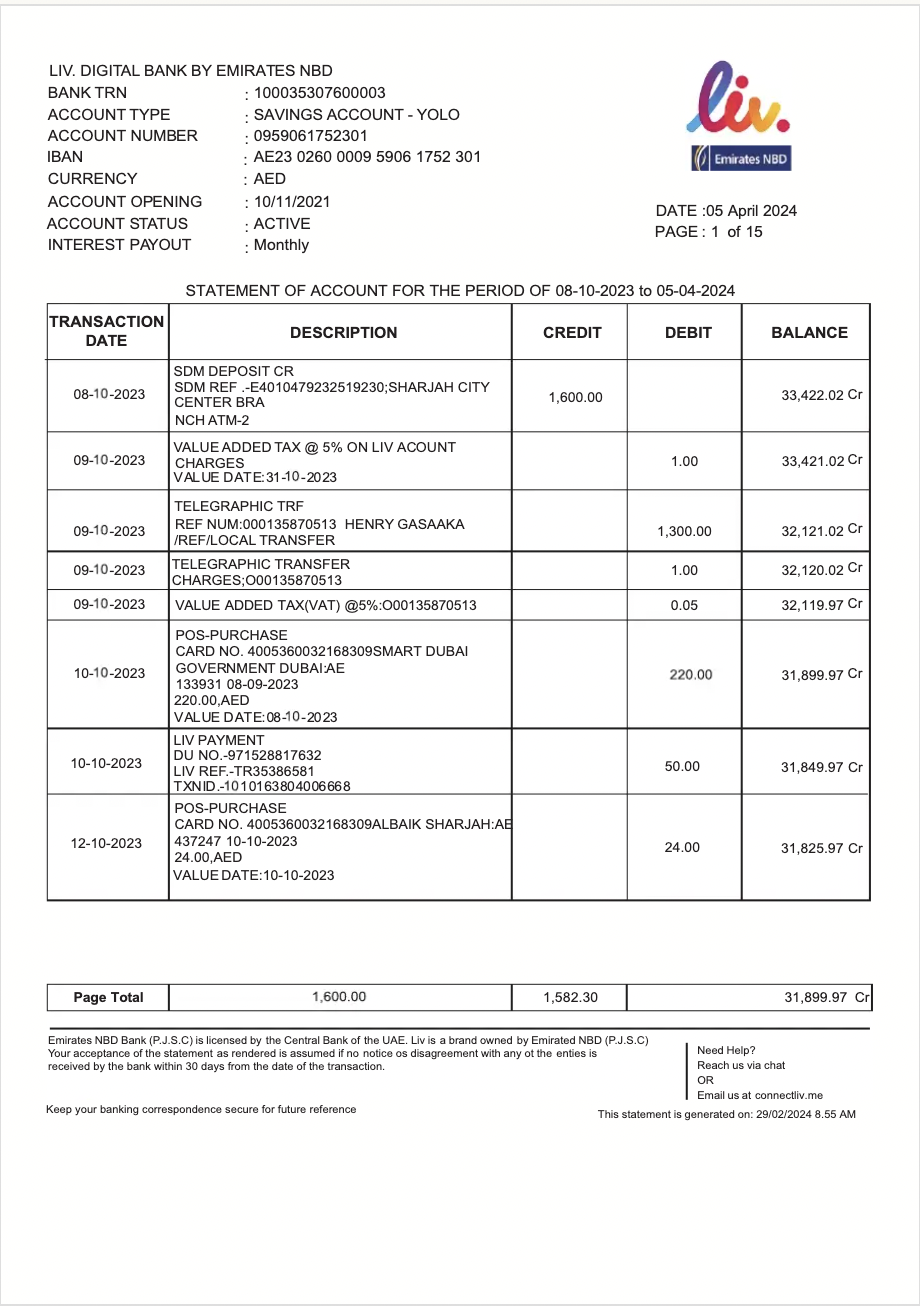 LIV. DIGITAL BANK BY EMIRATES NBD
BANK TRN : 100035307600003
ACCOUNT TYPE : SAVINGS ACCOUNT - YOLO
ACCOUNT NUMBER : 0959061752301
IBAN : AE23 0260 0009 5906 1752 301
CURRENCY : AED
ACCOUNT OPENING : 10/11/2021
ACCOUNT STATUS : ACTIVE
INTEREST PAYOUT : Monthly
liv.
Emirates NBD
DATE :05 April 2024
PAGE : 1 of 15
STATEMENT OF ACCOUNT FOR THE PERIOD OF 08-10-2023 to 05-04-2024
TRANSACTION DATE DESCRIPTION CREDIT DEBIT BALANCE
SDM DEPOSIT CR
SDM REF .-E4010479232519230;SHARJAH CITY
08-10-2023 CENTER BRA 1,600.00 33,422.02 Cr
NCH ATM-2
VALUE ADDED TAX @ 5% ON LIV ACOUNT
09-10-2023 CHARGES 1.00 33,421.02 Cr
VALUE DATE:31-10-2023
TELEGRAPHIC TRF
REF NUM:000135870513 HENRY GASAAKA
09-10-2023 /REF/LOCAL TRANSFER 1,300.00 32,121.02 Cr
TELEGRAPHIC TRANSFER
09-10-2023 CHARGES;O00135870513 1.00 32,120.02 Cr
09-10-2023 VALUE ADDED TAX(VAT) @5%:O00135870513 0.05 32,119.97 Cr
POS-PURCHASE
CARD NO. 4005360032168309SMART DUBAI
GOVERNMENT DUBAI:AE
10-10-2023 133931 08-09-2023 220.00 31,899.97 Cr
220.00,AED
VALUE DATE:08-10-2023
LIV PAYMENT
DU NO.-971528817632
10-10-2023 LIV REF.-TR35386581 50.00 31,849.97 Cr
TXNID.-1010163804006668
POS-PURCHASE
CARD NO. 4005360032168309ALBAIK SHARJAH:AE
12-10-2023 437247 10-10-2023 24.00 31,825.97 Cr
24.00,AED
VALUE DATE:10-10-2023
Page Total 1,600.00 1,582.30 31,899.97 Cr
Emirates NBD Bank (P.J.S.C) is licensed by the Central Bank of the UAE. Liv is a brand owned by Emirated NBD (P.J.S.C)
Your acceptance of the statement as rendered is assumed if no notice os disagreement with any ot the enties is
received by the bank within 30 days from the date of the transaction.
Need Help?
Reach us via chat
OR
Email us at connectliv.me
Keep your banking correspondence secure for future reference
This statement is generated on: 29/02/2024 8.55 AM